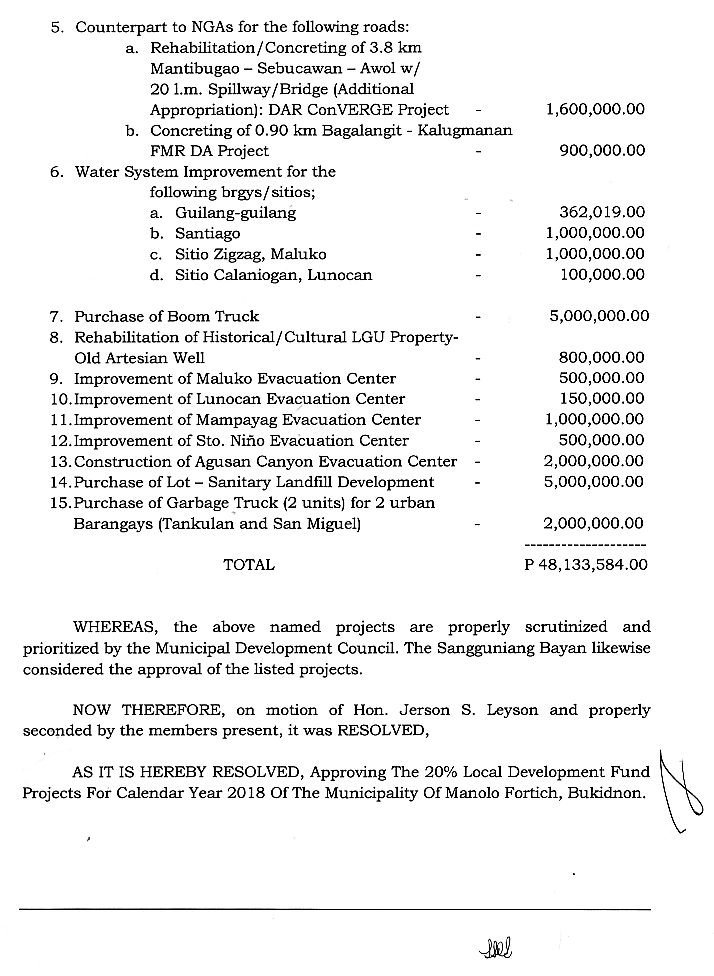 5. Counterpart to NGAs for the following roads:
a. Rehabilitation/Concreting of 3.8 km
Mantibugao – Sebucawan – Awol w/
20 l.m. Spillway/Bridge (Additional
Appropriation): DAR ConVERGE Project - 1,600,000.00
b. Concreting of 0.90 km Bagalangit - Kalugmanan
FMR DA Project - 900,000.00
6. Water System Improvement for the
following brgys/sitios;
a. Guilang-guilang - 362,019.00
b. Santiago - 1,000,000.00
c. Sitio Zigzag, Maluko - 1,000,000.00
d. Sitio Calaniogan, Lunocan - 100,000.00
7. Purchase of Boom Truck - 5,000,000.00
8. Rehabilitation of Historical/Cultural LGU Property-
Old Artesian Well - 800,000.00
9. Improvement of Maluko Evacuation Center - 500,000.00
10. Improvement of Lunocan Evacuation Center - 150,000.00
11. Improvement of Mampayag Evacuation Center - 1,000,000.00
12. Improvement of Sto. Niño Evacuation Center - 500,000.00
13. Construction of Agusan Canyon Evacuation Center - 2,000,000.00
14. Purchase of Lot – Sanitary Landfill Development - 5,000,000.00
15. Purchase of Garbage Truck (2 units) for 2 urban
Barangays (Tankulan and San Miguel) - 2,000,000.00
--------------------
TOTAL P 48,133,584.00
WHEREAS, the above named projects are properly scrutinized and
prioritized by the Municipal Development Council. The Sangguniang Bayan likewise
considered the approval of the listed projects.
NOW THEREFORE, on motion of Hon. Jerson S. Leyson and properly
seconded by the members present, it was RESOLVED,
AS IT IS HEREBY RESOLVED, Approving The 20% Local Development Fund
Projects For Calendar Year 2018 Of The Municipality Of Manolo Fortich, Bukidnon.